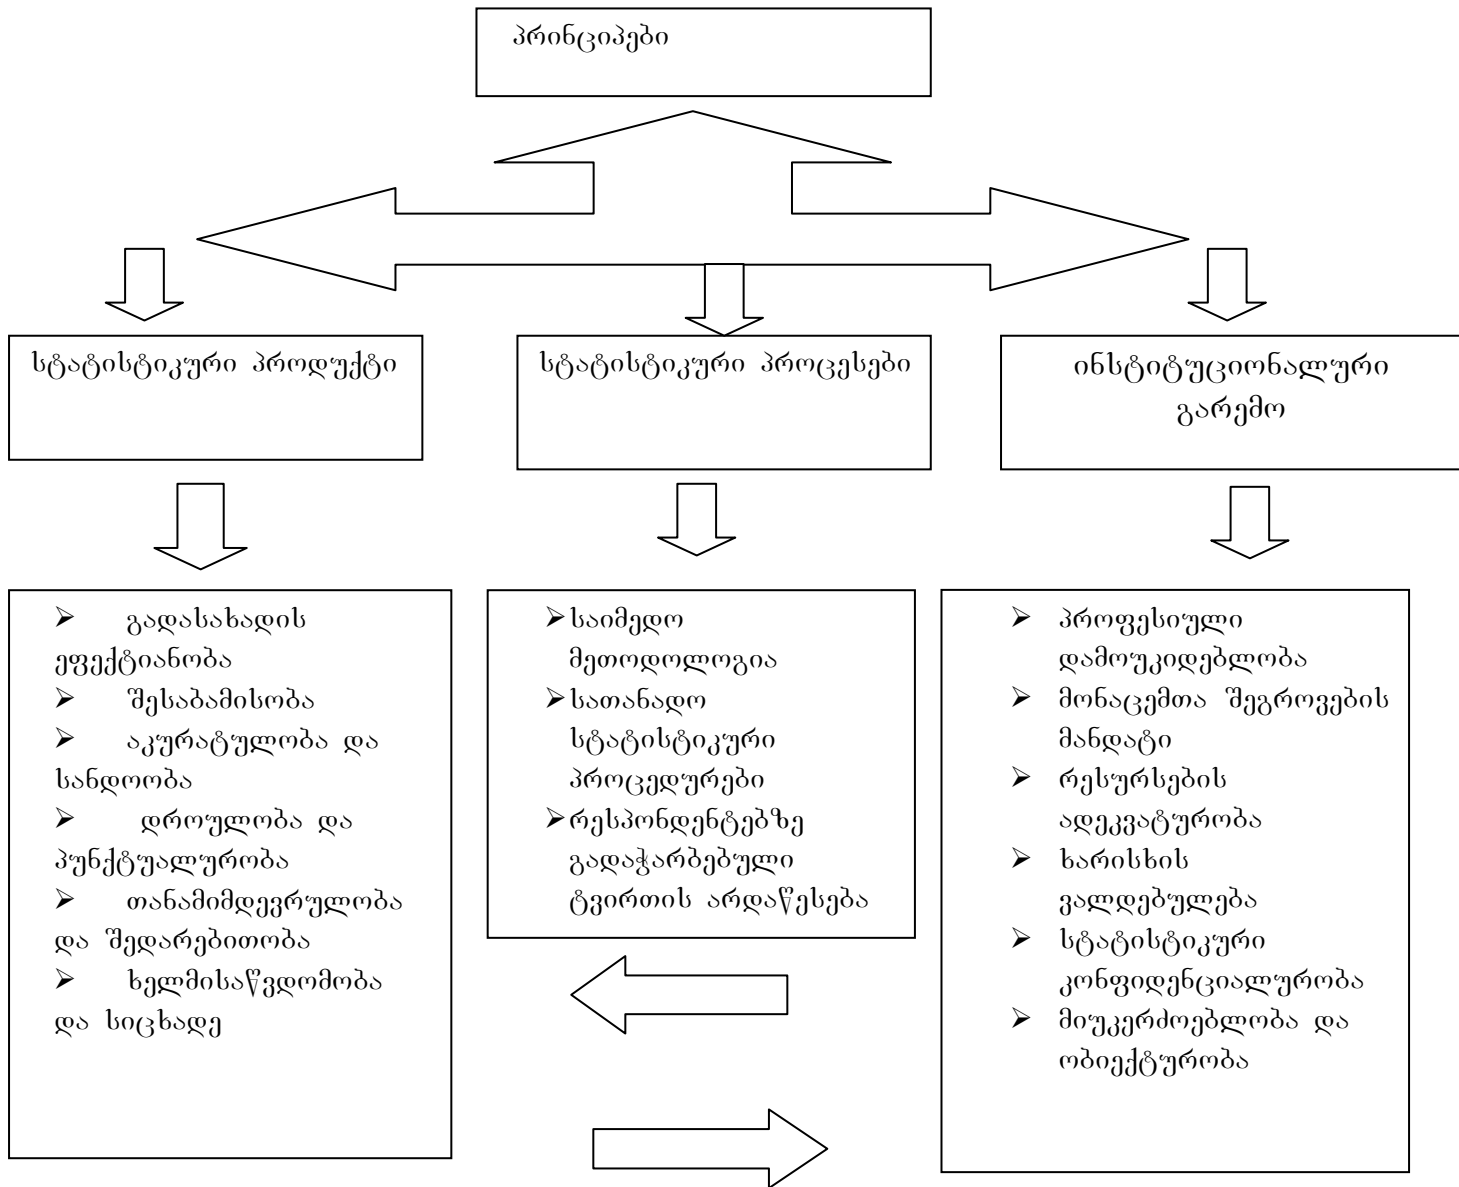 პრინციპები
სტატისტიკური პროდუქტი
სტატისტიკური პროცესები
ინსტიტუციონალური
გარემო
➢ გადასახადის
ეფექტიანობა
➢ შესაბამისობა
➢ აკურატულობა და
სანდოობა
➢ დროულობა და
პუნქტუალურობა
➢ თანამიმდევრულობა
და შედარებითობა
➢ ხელმისაწვდომობა
და სიცხადე
➢ საიმედო
მეთოდოლოგია
➢ სათანადო
სტატისტიკური
პროცედურები
➢ რესპონდენტებზე
გადაჭარბებული
ტვირთის არდაწესება
➢ პროფესიული
დამოუკიდებლობა
➢ მონაცემთა შეგროვების
მანდატი
➢ რესურსების
ადეკვატურობა
➢ ხარისხის
ვალდებულება
➢ სტატისტიკური
კონფიდენციალურობა
➢ მიუკერძოებლობა და
ობიექტურობა